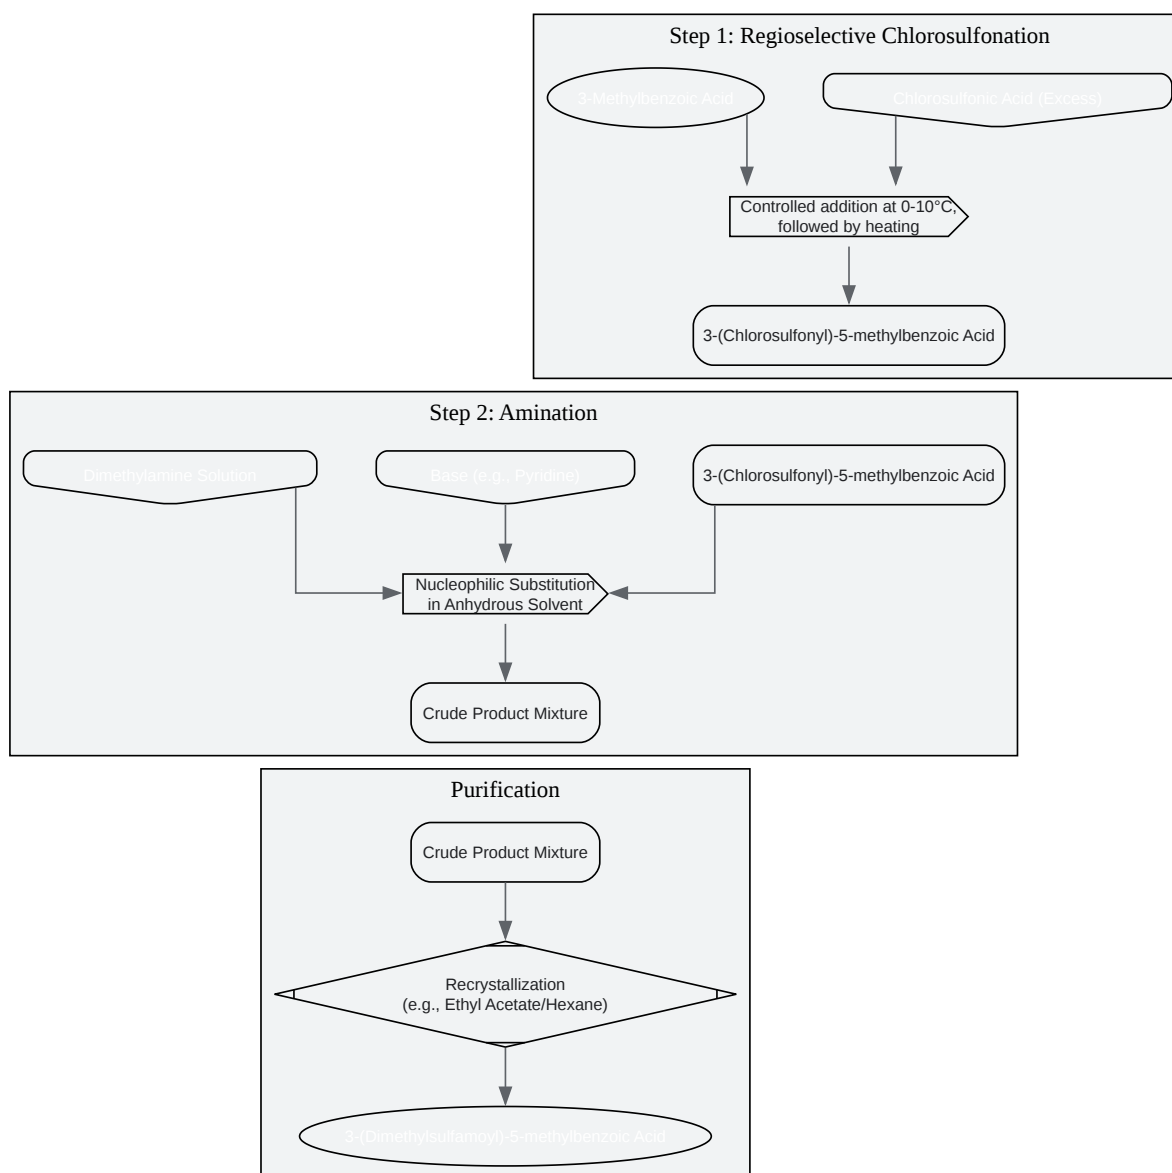 Step 1: Regioselective Chlorosulfonation
3-Methylbenzoic Acid
Chlorosulfonic Acid (Excess)
Controlled addition at 0-10°C,
followed by heating
3-(Chlorosulfonyl)-5-methylbenzoic Acid
Step 2: Amination
Dimethylamine Solution
Base (e.g., Pyridine)
3-(Chlorosulfonyl)-5-methylbenzoic Acid
Nucleophilic Substitution
in Anhydrous Solvent
Crude Product Mixture
Purification
Crude Product Mixture
Recrystallization
(e.g., Ethyl Acetate/Hexane)
3-(Dimethylsulfamoyl)-5-methylbenzoic Acid